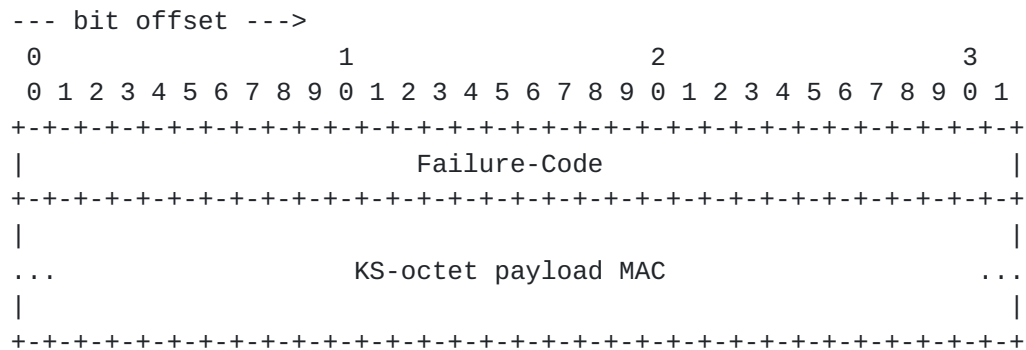 --- bit offset --->
 0                   1                   2                   3
 0 1 2 3 4 5 6 7 8 9 0 1 2 3 4 5 6 7 8 9 0 1 2 3 4 5 6 7 8 9 0 1
+-+-+-+-+-+-+-+-+-+-+-+-+-+-+-+-+-+-+-+-+-+-+-+-+-+-+-+-+-+-+-+-+
|                         Failure-Code                          |
+-+-+-+-+-+-+-+-+-+-+-+-+-+-+-+-+-+-+-+-+-+-+-+-+-+-+-+-+-+-+-+-+
|                                                               |
...                   KS-octet payload MAC                    ...
|                                                               |
+-+-+-+-+-+-+-+-+-+-+-+-+-+-+-+-+-+-+-+-+-+-+-+-+-+-+-+-+-+-+-+-+